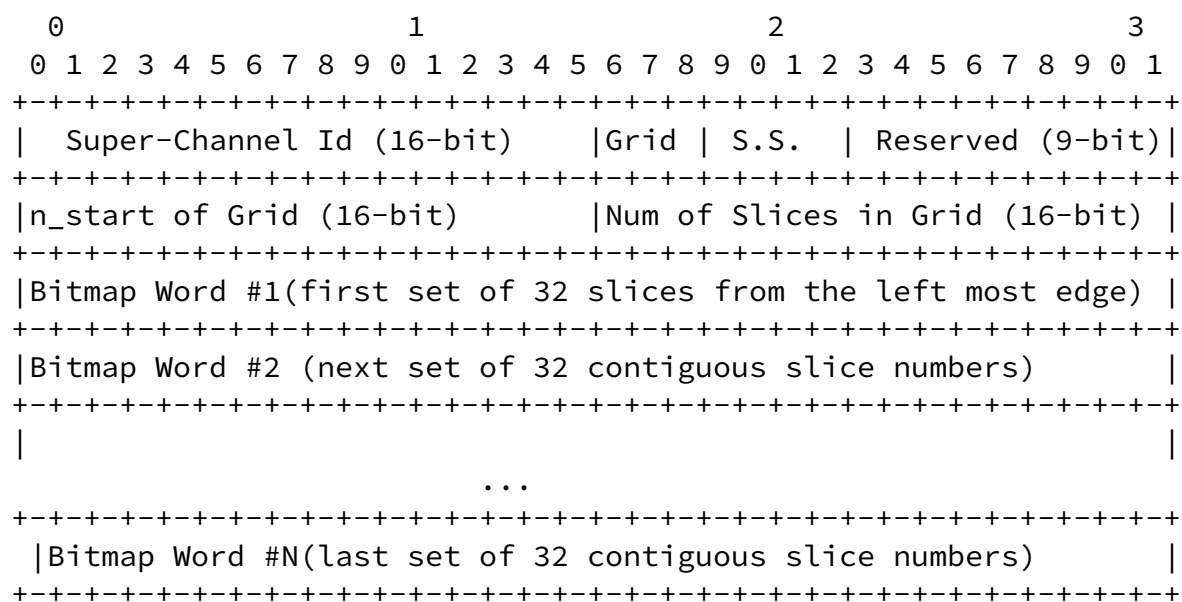 0                   1                   2                   3
 0 1 2 3 4 5 6 7 8 9 0 1 2 3 4 5 6 7 8 9 0 1 2 3 4 5 6 7 8 9 0 1
+-+-+-+-+-+-+-+-+-+-+-+-+-+-+-+-+-+-+-+-+-+-+-+-+-+-+-+-+-+-+-+-+
|  Super-Channel Id (16-bit)    |Grid | S.S.  | Reserved (9-bit)|
+-+-+-+-+-+-+-+-+-+-+-+-+-+-+-+-+-+-+-+-+-+-+-+-+-+-+-+-+-+-+-+-+
|n_start of Grid (16-bit)       |Num of Slices in Grid (16-bit) |
+-+-+-+-+-+-+-+-+-+-+-+-+-+-+-+-+-+-+-+-+-+-+-+-+-+-+-+-+-+-+-+-+
|Bitmap Word #1(first set of 32 slices from the left most edge) |
+-+-+-+-+-+-+-+-+-+-+-+-+-+-+-+-+-+-+-+-+-+-+-+-+-+-+-+-+-+-+-+-+
|Bitmap Word #2 (next set of 32 contiguous slice numbers)       |
+-+-+-+-+-+-+-+-+-+-+-+-+-+-+-+-+-+-+-+-+-+-+-+-+-+-+-+-+-+-+-+-+
|                                                               |
                          ...
+-+-+-+-+-+-+-+-+-+-+-+-+-+-+-+-+-+-+-+-+-+-+-+-+-+-+-+-+-+-+-+-+
 |Bitmap Word #N(last set of 32 contiguous slice numbers)       |
+-+-+-+-+-+-+-+-+-+-+-+-+-+-+-+-+-+-+-+-+-+-+-+-+-+-+-+-+-+-+-+-+